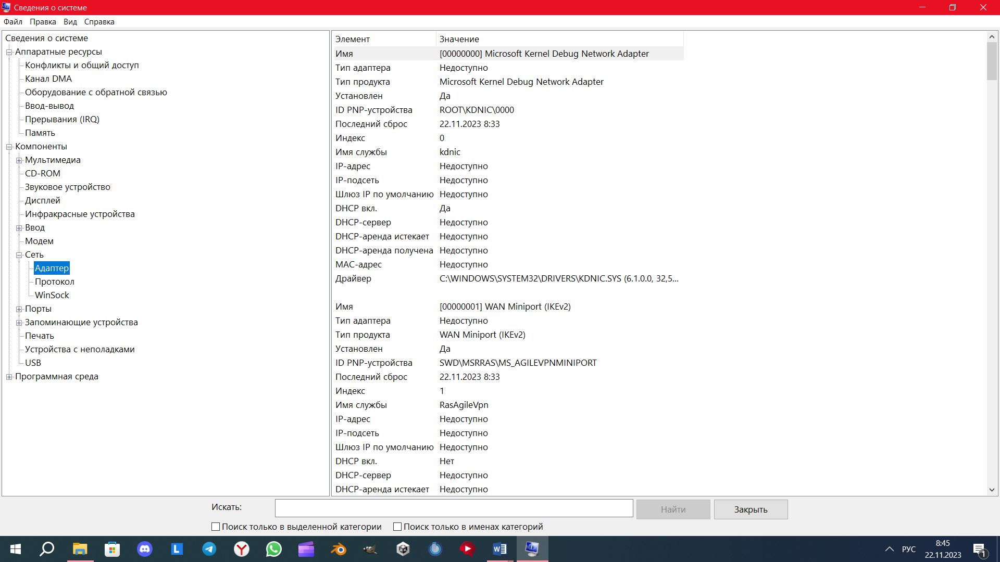 Сведения о системе
Файл Правка Вид Справка
Сведения о системе
Аппаратные ресурсы
Конфликты и общий доступ
Канал DMA
Оборудование с обратной связью
Ввод-вывод
Прерывания (IRQ)
Память
Компоненты
Мультимедиа
CD-ROM
Звуковое устройство
Дисплей
Инфракрасные устройства
Ввод
Модем
Сеть
Адаптер
Протокол
WinSock
Порты
Запоминающие устройства
Печать
Устройства с неполадками
USB
Программная среда
Элемент Значение
Имя [00000000] Microsoft Kernel Debug Network Adapter
Тип адаптера Недоступно
Тип продукта Microsoft Kernel Debug Network Adapter
Установлен Да
ID PNP-устройства ROOT\KDNIC\0000
Последний сброс 22.11.2023 8:33
Индекс 0
Имя службы kdnic
IP-адрес Недоступно
IP-подсеть Недоступно
Шлюз IP по умолчанию Недоступно
DHCP вкл. Да
DHCP-сервер Недоступно
DHCP-аренда истекает Недоступно
DHCP-аренда получена Недоступно
MAC-адрес Недоступно
Драйвер C:\WINDOWS\SYSTEM32\DRIVERS\KDNIC.SYS (6.1.0.0, 32,5...
Имя [00000001] WAN Miniport (IKEv2)
Тип адаптера Недоступно
Тип продукта WAN Miniport (IKEv2)
Установлен Да
ID PNP-устройства SWD\MSRRAS\MS_AGILEVPNMINIPORT
Последний сброс 22.11.2023 8:33
Индекс 1
Имя службы RasAgileVpn
IP-адрес Недоступно
IP-подсеть Недоступно
Шлюз IP по умолчанию Недоступно
DHCP вкл. Нет
DHCP-сервер Недоступно
DHCP-аренда истекает Недоступно
Искать: Найти Закрыть
Поиск только в выделенной категории Поиск только в именах категорий
L
РУС
8:45
22.11.2023
1